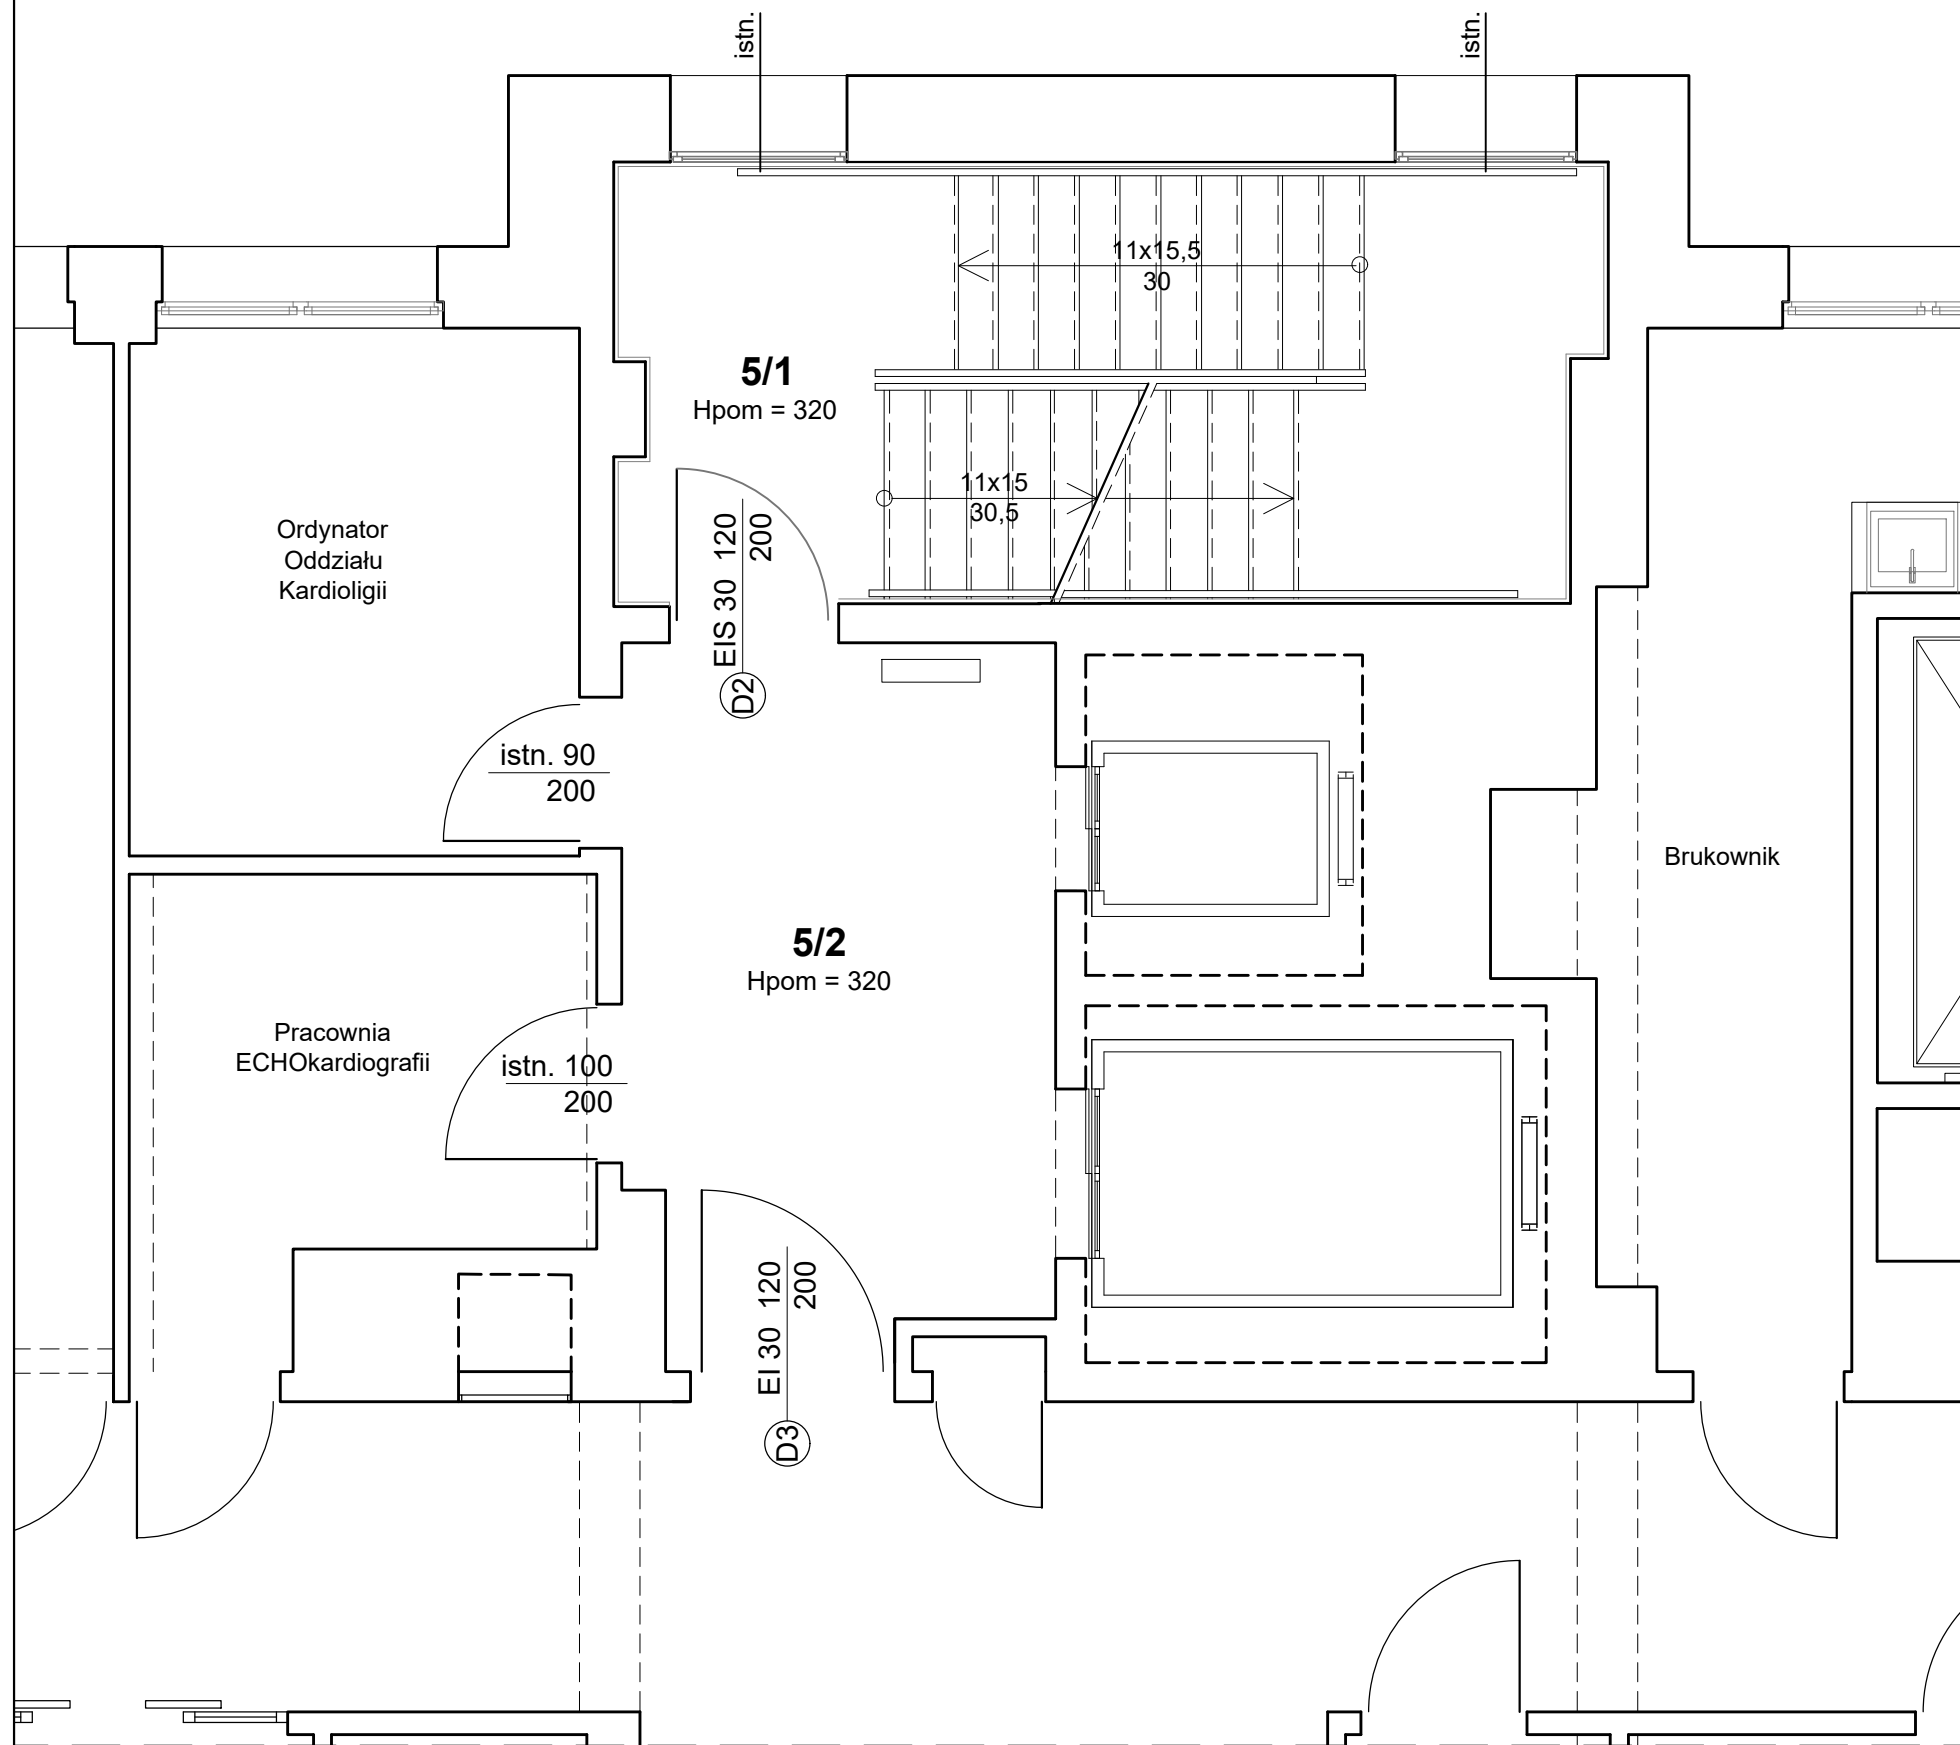 istn.
istn.
11x15,5
30
5/1
Hpom = 320
11x15
30,5
EIS 30 120
200
D2
Ordynator
Oddziału
Kardioligii
istn. 90
200
Brukownik
5/2
Hpom = 320
Pracownia
ECHOkardiografii
istn. 100
200
EI 30 120
200
D3